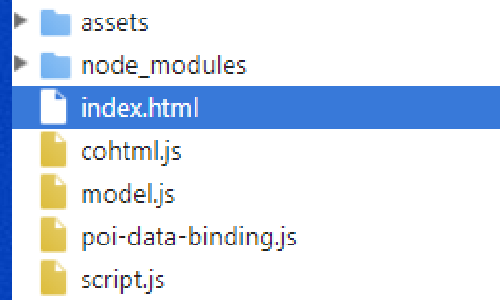 assets
node_modules
index.html
cohtml.js
model.js
poi-data-binding.js
script.js